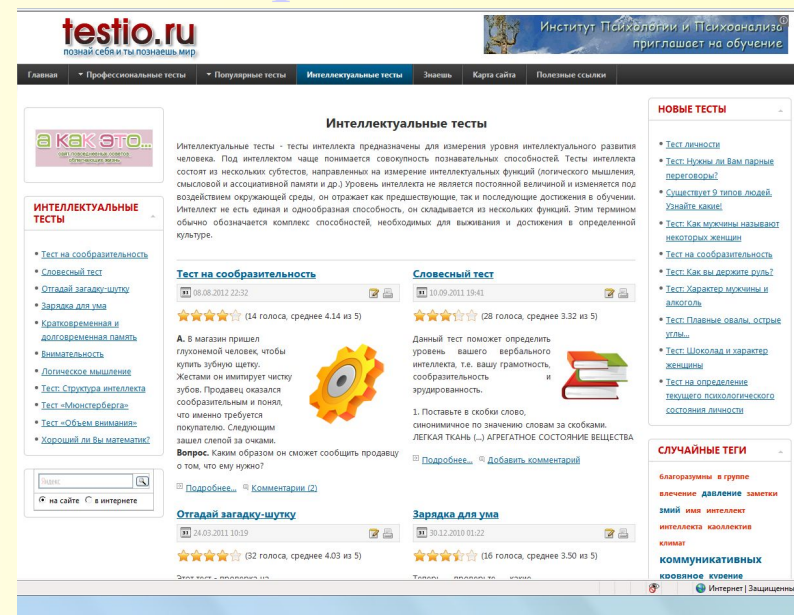 testio.ru
познай себя и ты познаешь мир
Институт Психологии и Психоанализа
приглашает на обучение
Главная Профессиональные тесты Популярные тесты Интеллектуальные тесты Знаешь Карта сайта Полезные ссылки
а как это...
ИНТЕЛЛЕКТУАЛЬНЫЕ
ТЕСТЫ
Тест на сообразительность
Словесный тест
Отгадай загадку-шутку
Зарядка для ума
Кратковременная и
долговременная память
Внимательность
Логическое мышление
Тест: Структура интеллекта
Тест «Мюнстерберга»
Тест «Объем внимания»
Хороший ли Вы математик?
Яндекс
на сайте в интернете
Интеллектуальные тесты
Интеллектуальные тесты - тесты интеллекта предназначены для измерения уровня интеллектуального развития
человека. Под интеллектом чаще понимается совокупность познавательных способностей. Тесты интеллекта
состоят из нескольких субтестов, направленных на измерение интеллектуальных функций (логического мышления,
смысловой и ассоциативной памяти и др.) Уровень интеллекта не является постоянной величиной и изменяется под
воздействием окружающей среды, он отражает как предшествующие, так и последующие достижения в обучении.
Интеллект не есть единая и однообразная способность, он складывается из нескольких функций. Этим термином
обычно обозначается комплекс способностей, необходимых для выживания и достижения в определенной
культуре.
Тест на сообразительность
08.08.2012 22:32
(14 голоса, среднее 4.14 из 5)
А. В магазин пришел
глухонемой человек, чтобы
купить зубную щетку.
Жестами он имитирует чистку
зубов. Продавец оказался
сообразительным и понял,
что именно требуется
покупателю. Следующим
зашел слепой за очками.
Вопрос. Каким образом он сможет сообщить продавцу
о том, что ему нужно?
Подробнее... Комментарии (2)
Словесный тест
10.09.2011 19:41
(28 голоса, среднее 3.32 из 5)
Данный тест поможет определить
уровень вашего вербального
интеллекта, т.е. вашу грамотность,
сообразительность и
эрудированность.
1. Поставьте в скобки слово,
синонимичное по значению словам за скобками.
ЛЕГКАЯ ТКАНЬ (...) АГРЕГАТНОЕ СОСТОЯНИЕ ВЕЩЕСТВА
Подробнее... Добавить комментарий
Отгадай загадку-шутку
24.03.2011 10:19
(32 голоса, среднее 4.03 из 5)
Этот тест - проверка на
Зарядка для ума
30.12.2010 01:22
(16 голоса, среднее 3.50 из 5)
Теперь проверьте какие
НОВЫЕ ТЕСТЫ
Тест личности
Тест: Нужны ли Вам парные
переговоры?
Существует 9 типов людей.
Узнайте какие!
Тест: Как мужчины называют
некоторых женщин
Тест на сообразительность
Тест: Как вы держите руль?
Тест: Характер мужчины и
алкоголь
Тест: Плавные овалы, острые
углы...
Тест: Шоколад и характер
женщины
Тест на определение
текущего психологического
состояния личности
СЛУЧАЙНЫЕ ТЕГИ
благоразумны в группе
влечение давление заметки
змий имя интеллект
интеллекта каоллектив
климат
коммуникативных
кровяное курение
Интернет | Защищенны